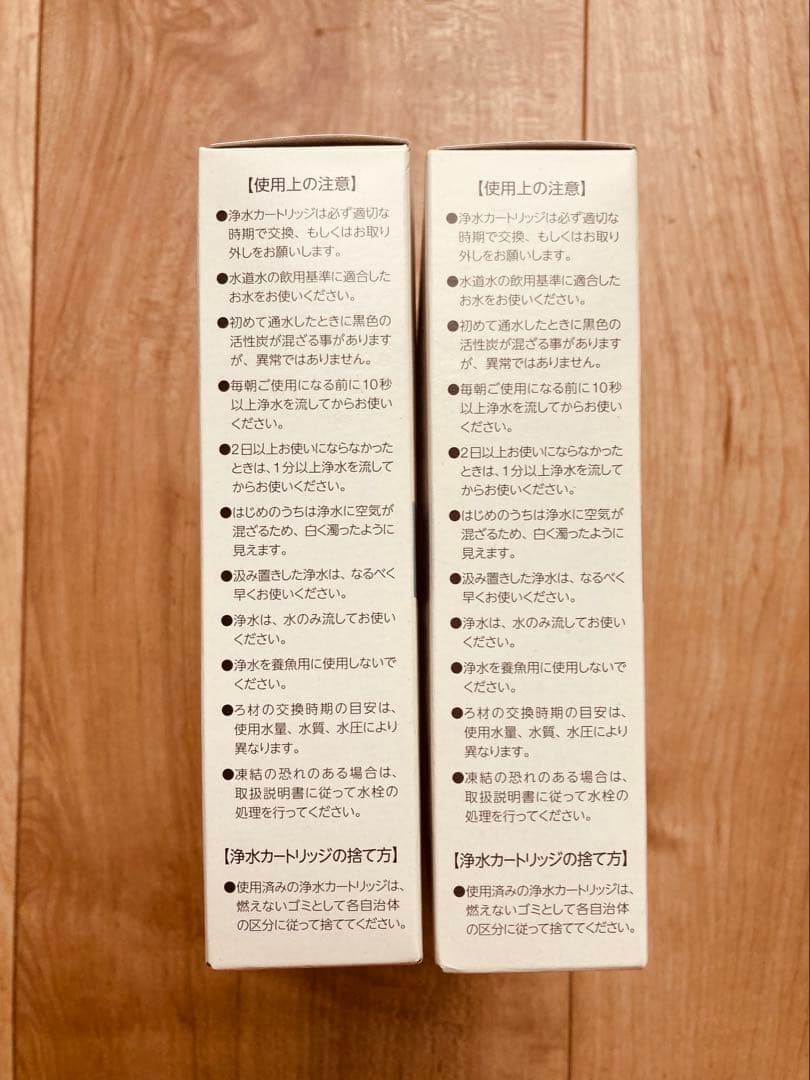 【使用上の注意】
●浄水カートリッジは必ず適切な
時期で交換、もしくはお取り
外しをお願いします。
●水道水の飲用基準に適合した
お水をお使いください。
●初めて通水したときに黒色の
活性炭が混ざる事があります
が、異常ではありません。
●毎朝ご使用になる前に10秒
以上浄水を流してからお使い
ください。
●2日以上お使いにならなかった
ときは、1分以上浄水を流して
からお使いください。
●はじめのうちは浄水に空気が
混ざるため、白く濁ったように
見えます。
●汲み置きした浄水は、なるべく
早くお使いください。
●浄水は、水のみ流してお使い
ください。
●浄水を養魚用に使用しないで
ください。
●ろ材の交換時期の目安は、
使用水量、水質、水圧により
異なります。
●凍結の恐れのある場合は、
取扱説明書に従って水栓の
処理を行ってください。
【浄水カートリッジの捨て方】
●使用済みの浄水カートリッジは、
燃えないゴミとして各自治体
の区分に従って捨ててください。
【使用上の注意】
●浄水カートリッジは必ず適切な
時期で交換、もしくはお取り
外しをお願いします。
●水道水の飲用基準に適合した
お水をお使いください。
●初めて通水したときに黒色の
活性炭が混ざる事があります
が、異常ではありません。
●毎朝ご使用になる前に10秒
以上浄水を流してからお使い
ください。
●2日以上お使いにならなかった
ときは、1分以上浄水を流して
からお使いください。
●はじめのうちは浄水に空気が
混ざるため、白く濁ったように
見えます。
●汲み置きした浄水は、なるべく
早くお使いください。
●浄水は、水のみ流してお使い
ください。
●浄水を養魚用に使用しないで
ください。
●ろ材の交換時期の目安は、
使用水量、水質、水圧により
異なります。
●凍結の恐れのある場合は、
取扱説明書に従って水栓の
処理を行ってください。
【浄水カートリッジの捨て方】
●使用済みの浄水カートリッジは、
燃えないゴミとして各自治体
の区分に従って捨ててください。